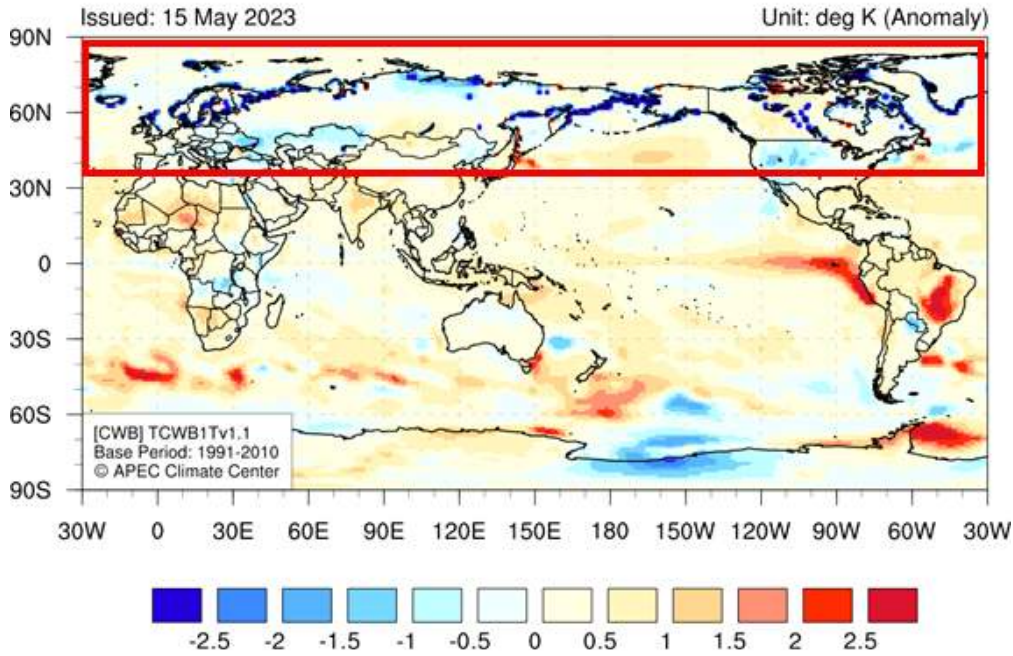 Issued: 15 May 2023 Unit: deg K (Anomaly)
90N
60N
30N
0
30S
60S
90S
[CWB] TCWB1Tv1.1
Base Period: 1991-2010
© APEC Climate Center
30W 0 30E 60E 90E 120E 150E 180 150W 120W 90W 60W 30W
-2.5 -2 -1.5 -1 -0.5 0 0.5 1 1.5 2 2.5